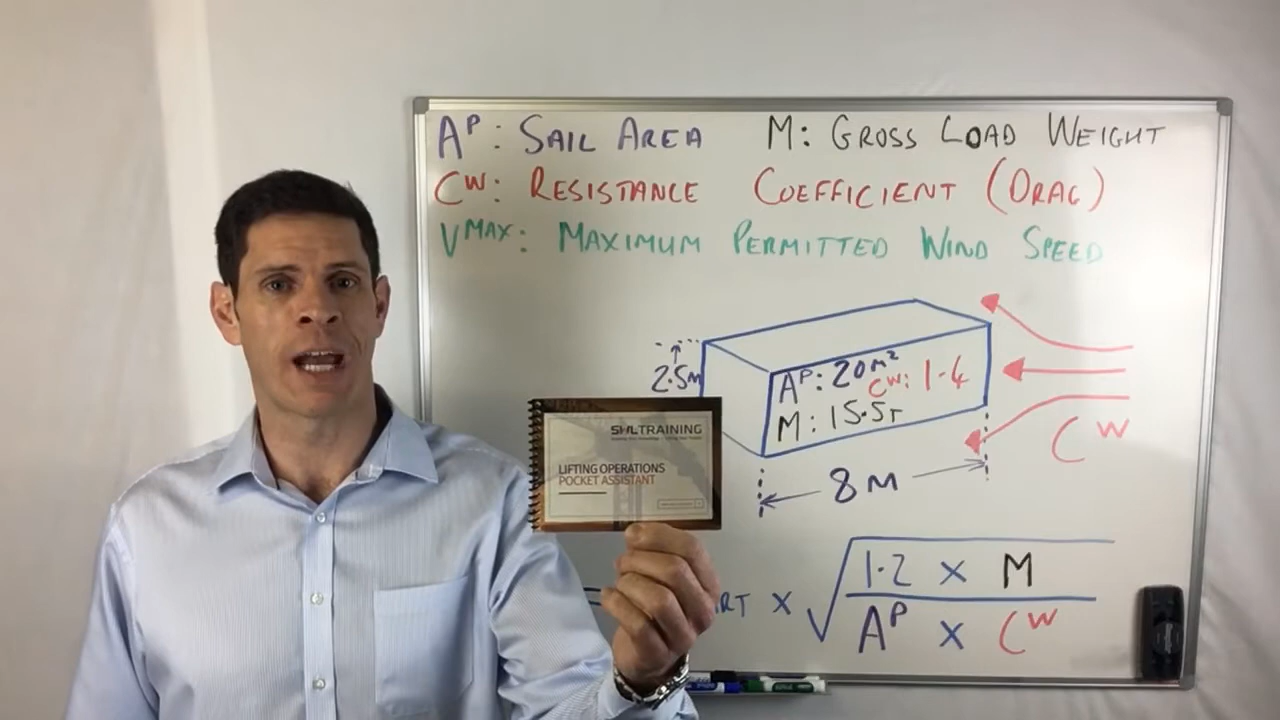 Aᵖ: SAIL AREA M: GROSS LOAD WEIGHT
Cᵂ: RESISTANCE COEFFICIENT (DRAG)
Vᴹᴬˣ: MAXIMUM PERMITTED WIND SPEED
2.5M
Aᵖ: 20M²
Cᵂ: 1.4
M: 15.5T
Cᵂ
8M
SHLTRAINING
LIFTING OPERATIONS
POCKET ASSISTANT
= RT × √
1.2 × M
Aᵖ × Cᵂ